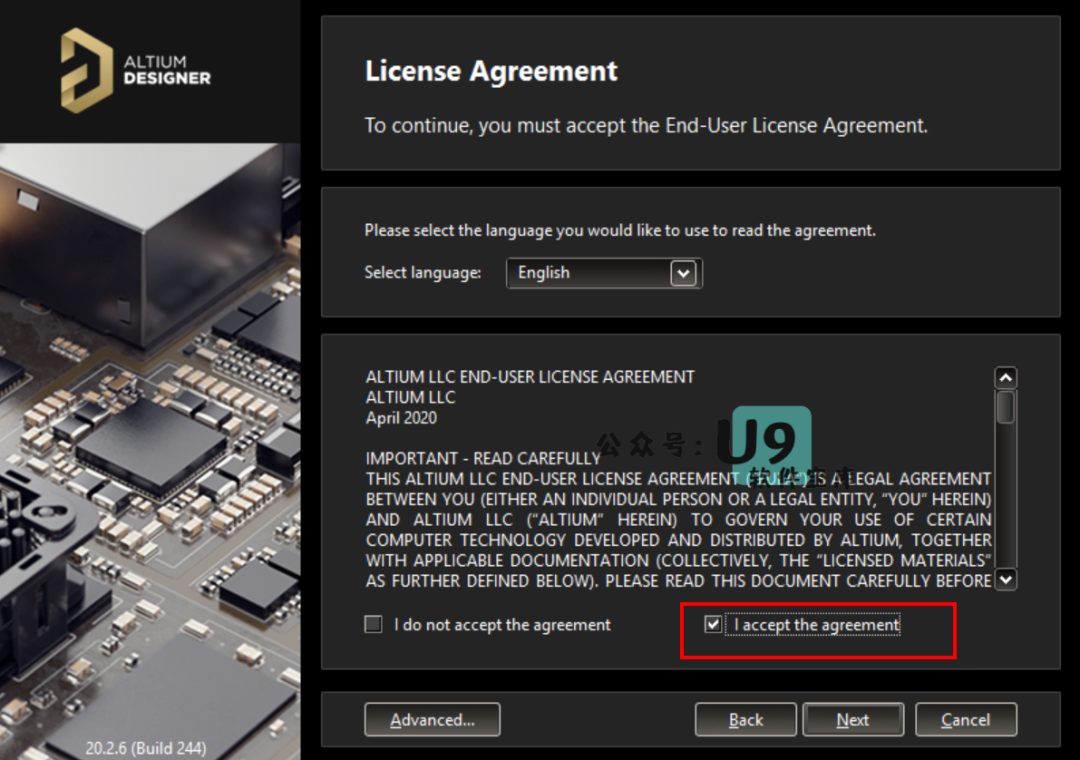 ALTIUM
DESIGNER
License Agreement
To continue, you must accept the End-User License Agreement.
Please select the language you would like to use to read the agreement.
Select language:
English
ALTIUM LLC END-USER LICENSE AGREEMENT
ALTIUM LLC
April 2020
公众号:
U9
软件宝库
IMPORTANT - READ CAREFULLY
THIS ALTIUM LLC END-USER LICENSE AGREEMENT ("EULA") IS A LEGAL AGREEMENT
BETWEEN YOU (EITHER AN INDIVIDUAL PERSON OR A LEGAL ENTITY, “YOU” HEREIN)
AND ALTIUM LLC (“ALTIUM” HEREIN) TO GOVERN YOUR USE OF CERTAIN
COMPUTER TECHNOLOGY DEVELOPED AND DISTRIBUTED BY ALTIUM, TOGETHER
WITH APPLICABLE DOCUMENTATION (COLLECTIVELY, THE “LICENSED MATERIALS”
AS FURTHER DEFINED BELOW). PLEASE READ THIS DOCUMENT CAREFULLY BEFORE
I do not accept the agreement
I accept the agreement
Advanced...
Back
Next
Cancel
20.2.6 (Build 244)